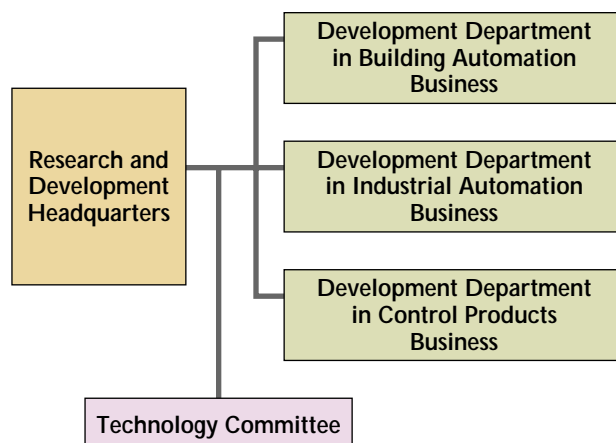 Research and
Development
Headquarters
Development Department
in Building Automation
Business
Development Department
in Industrial Automation
Business
Development Department
in Control Products
Business
Technology Committee